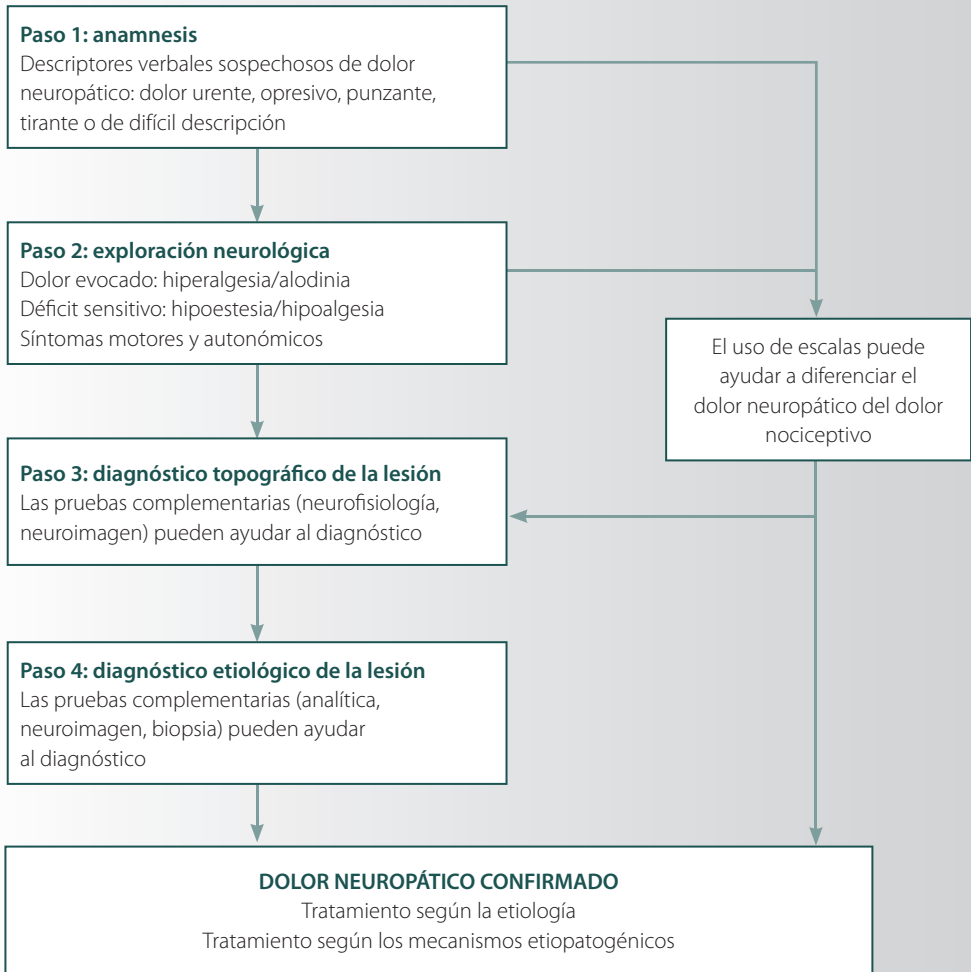 Paso 1: anamnesis
Descriptores verbales sospechosos de dolor
neuropático: dolor urente, opresivo, punzante,
tirante o de difícil descripción
Paso 2: exploración neurológica
Dolor evocado: hiperalgesia/alodinia
Déficit sensitivo: hipoestesia/hipoalgesia
Síntomas motores y autonómicos
El uso de escalas puede
ayudar a diferenciar el
dolor neuropático del dolor
nociceptivo
Paso 3: diagnóstico topográfico de la lesión
Las pruebas complementarias (neurofisiología,
neuroimagen) pueden ayudar al diagnóstico
Paso 4: diagnóstico etiológico de la lesión
Las pruebas complementarias (analítica,
neuroimagen, biopsia) pueden ayudar
al diagnóstico
DOLOR NEUROPÁTICO CONFIRMADO
Tratamiento según la etiología
Tratamiento según los mecanismos etiopatogénicos